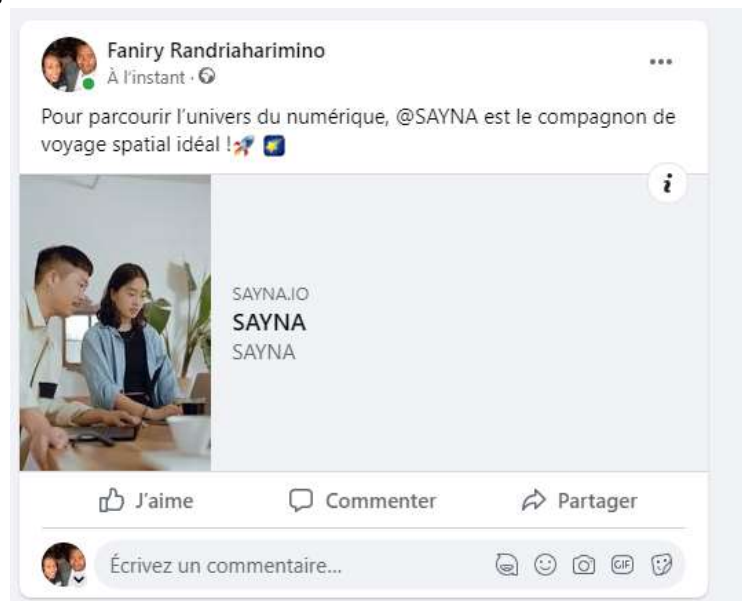 Faniry Randriaharimino
À l'instant ·
Pour parcourir l'univers du numérique, @SAYNA est le compagnon de
voyage spatial idéal !🚀 🌠
i
SAYNA.IO
SAYNA
SAYNA
J'aime
Commenter
Partager
Écrivez un commentaire...
GIF